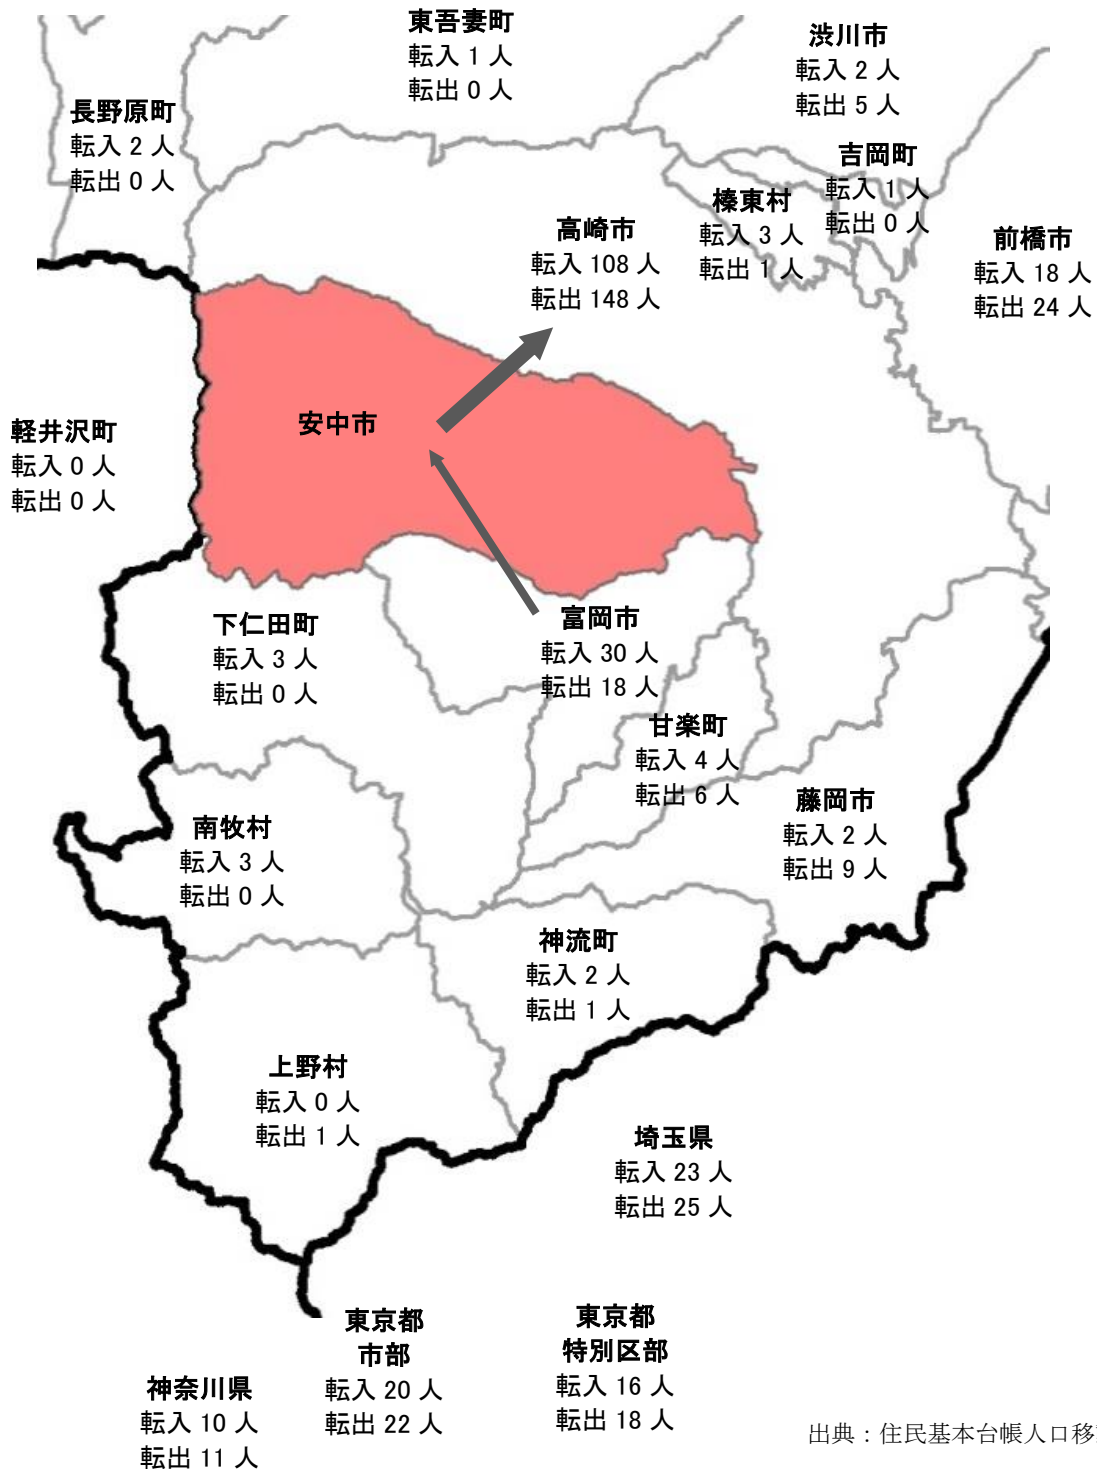 東吾妻町
転入 1 人
転出 0 人
渋川市
転入 2 人
転出 5 人
長野原町
転入 2 人
転出 0 人
吉岡町
転入 1 人
転出 0 人
榛東村
転入 3 人
転出 1 人
高崎市
転入 108 人
転出 148 人
前橋市
転入 18 人
転出 24 人
安中市
軽井沢町
転入 0 人
転出 0 人
下仁田町
転入 3 人
転出 0 人
富岡市
転入 30 人
転出 18 人
甘楽町
転入 4 人
転出 6 人
藤岡市
転入 2 人
転出 9 人
南牧村
転入 3 人
転出 0 人
神流町
転入 2 人
転出 1 人
上野村
転入 0 人
転出 1 人
埼玉県
転入 23 人
転出 25 人
東京都
市部
転入 20 人
転出 22 人
東京都
特別区部
転入 16 人
転出 18 人
神奈川県
転入 10 人
転出 11 人
出典：住民基本台帳人口移